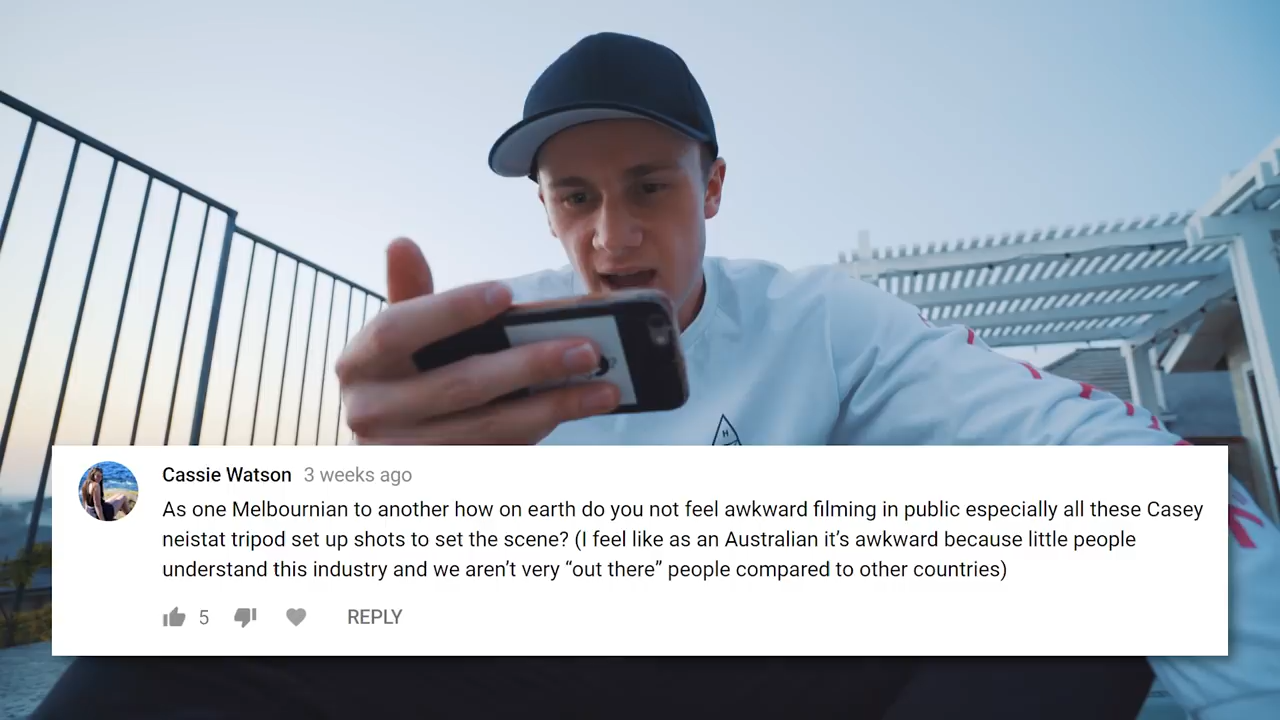 Cassie Watson 3 weeks ago
As one Melbournian to another how on earth do you not feel awkward filming in public especially all these Casey
neistat tripod set up shots to set the scene? (I feel like as an Australian it’s awkward because little people
understand this industry and we aren’t very “out there” people compared to other countries)
5 REPLY
H